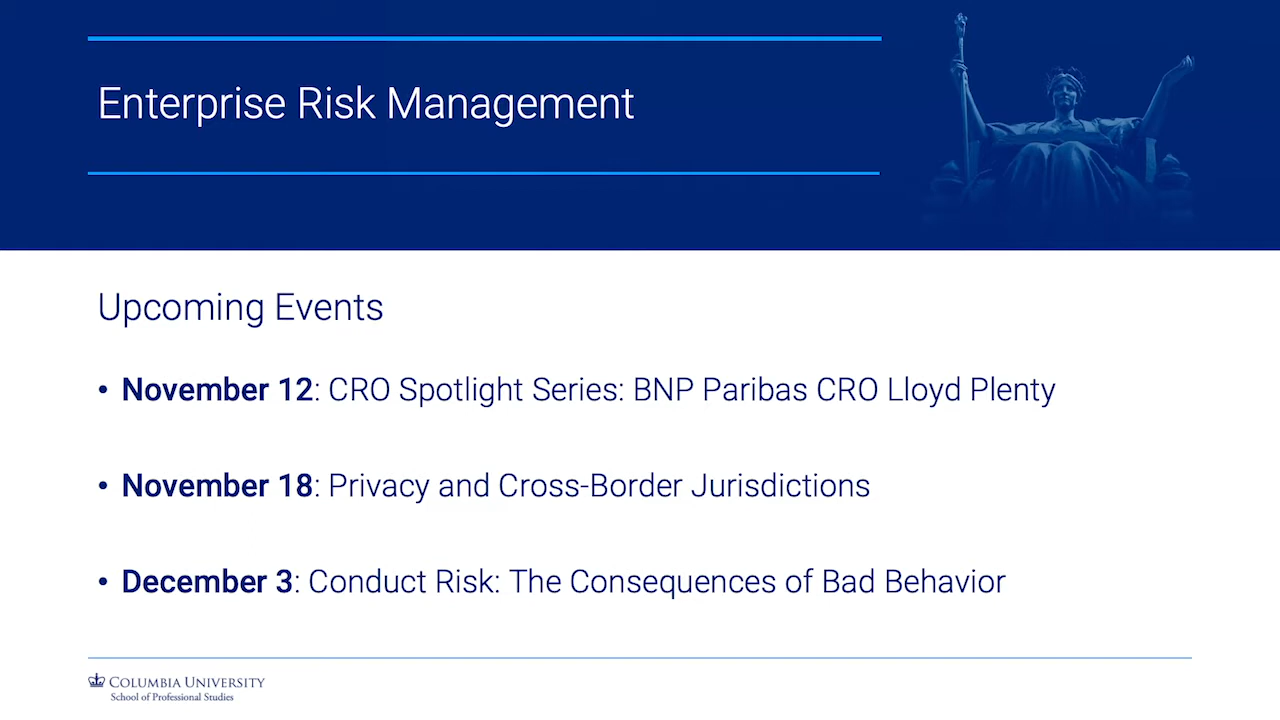 Enterprise Risk Management
Upcoming Events
• November 12: CRO Spotlight Series: BNP Paribas CRO Lloyd Plenty
• November 18: Privacy and Cross-Border Jurisdictions
• December 3: Conduct Risk: The Consequences of Bad Behavior
COLUMBIA UNIVERSITY
School of Professional Studies